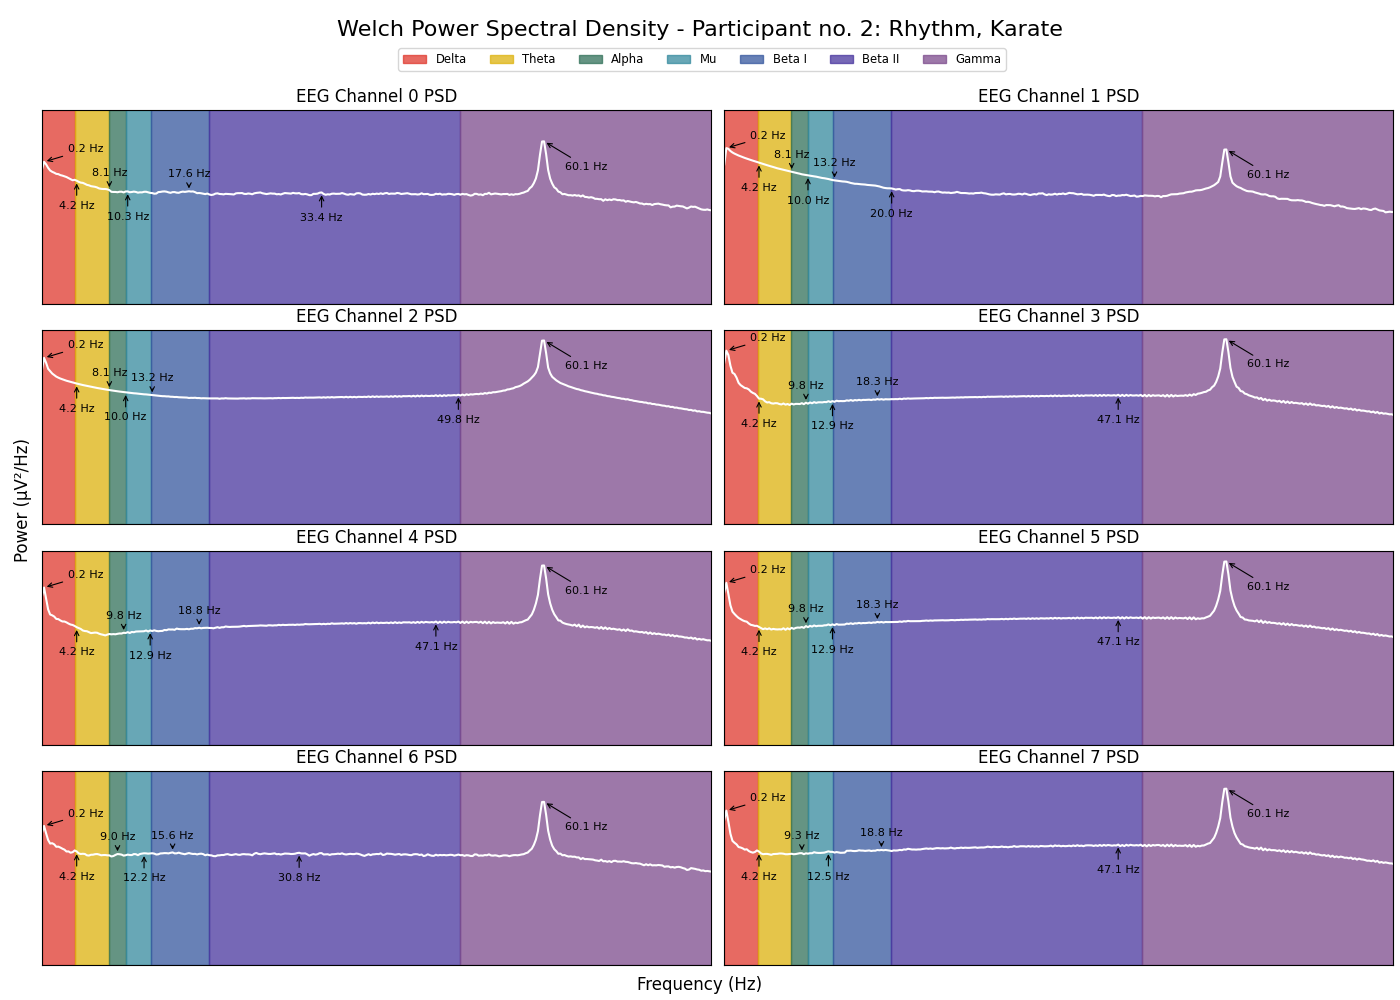 Welch Power Spectral Density - Participant no. 2: Rhythm, Karate
Delta Theta Alpha Mu Beta I Beta II Gamma
EEG Channel 0 PSD
0.2 Hz
4.2 Hz
8.1 Hz
10.3 Hz
17.6 Hz
33.4 Hz
60.1 Hz
EEG Channel 1 PSD
0.2 Hz
4.2 Hz
8.1 Hz
10.0 Hz
13.2 Hz
20.0 Hz
60.1 Hz
EEG Channel 2 PSD
0.2 Hz
4.2 Hz
8.1 Hz
10.0 Hz
13.2 Hz
49.8 Hz
60.1 Hz
EEG Channel 3 PSD
0.2 Hz
4.2 Hz
9.8 Hz
12.9 Hz
18.3 Hz
47.1 Hz
60.1 Hz
EEG Channel 4 PSD
0.2 Hz
4.2 Hz
9.8 Hz
12.9 Hz
18.8 Hz
47.1 Hz
60.1 Hz
EEG Channel 5 PSD
0.2 Hz
4.2 Hz
9.8 Hz
12.9 Hz
18.3 Hz
47.1 Hz
60.1 Hz
EEG Channel 6 PSD
0.2 Hz
4.2 Hz
9.0 Hz
12.2 Hz
15.6 Hz
30.8 Hz
60.1 Hz
EEG Channel 7 PSD
0.2 Hz
4.2 Hz
9.3 Hz
12.5 Hz
18.8 Hz
47.1 Hz
60.1 Hz
Power (µV²/Hz)
Frequency (Hz)